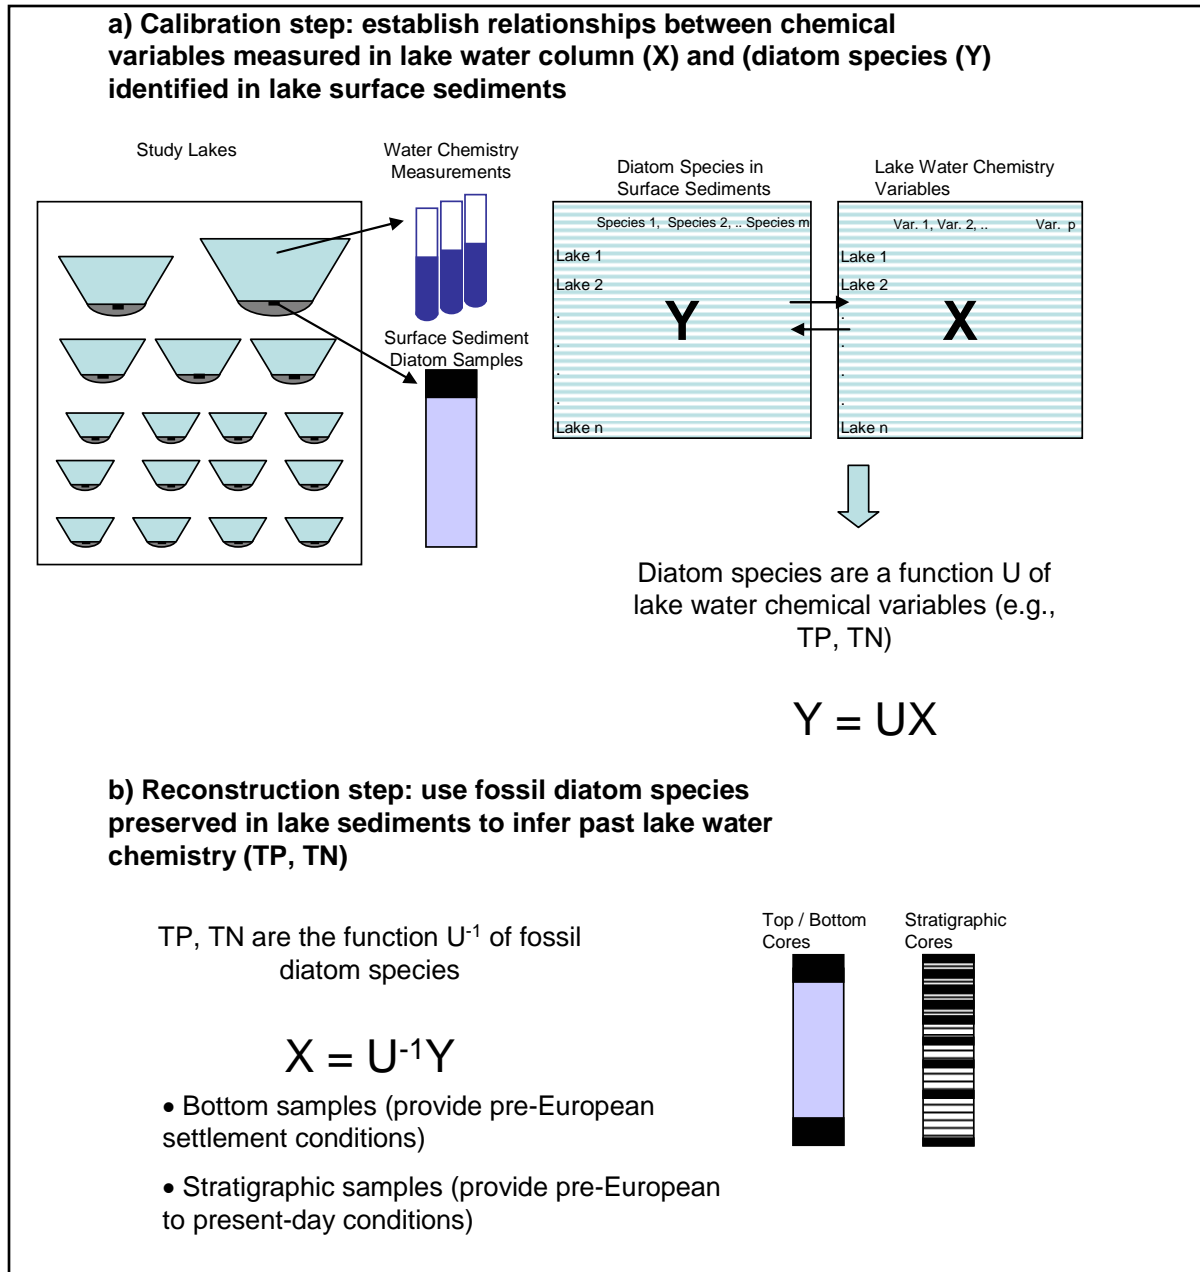 a) Calibration step: establish relationships between chemical
variables measured in lake water column (X) and (diatom species (Y)
identified in lake surface sediments
Study Lakes
Water Chemistry
Measurements
Surface Sediment
Diatom Samples
Diatom Species in
Surface Sediments
Species 1, Species 2, .. Species m
Lake 1
Lake 2
.
.
.
.
Lake n
Y
Lake Water Chemistry
Variables
Var. 1, Var. 2, .. Var. p
Lake 1
Lake 2
.
.
.
.
Lake n
X
Diatom species are a function U of
lake water chemical variables (e.g.,
TP, TN)
Y = UX
b) Reconstruction step: use fossil diatom species
preserved in lake sediments to infer past lake water
chemistry (TP, TN)
TP, TN are the function U⁻¹ of fossil
diatom species
X = U⁻¹Y
• Bottom samples (provide pre-European
settlement conditions)
• Stratigraphic samples (provide pre-European
to present-day conditions)
Top / Bottom
Cores
Stratigraphic
Cores